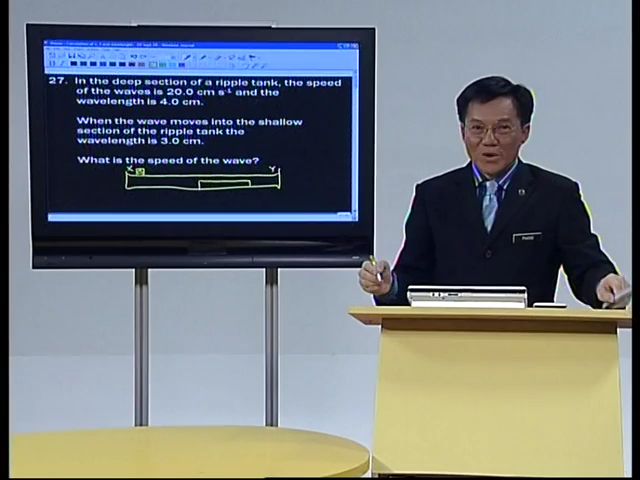 27. In the deep section of a ripple tank, the speed
of the waves is 20.0 cm s⁻¹ and the
wavelength is 4.0 cm.
When the wave moves into the shallow
section of the ripple tank the
wavelength is 3.0 cm.
What is the speed of the wave?
X Y